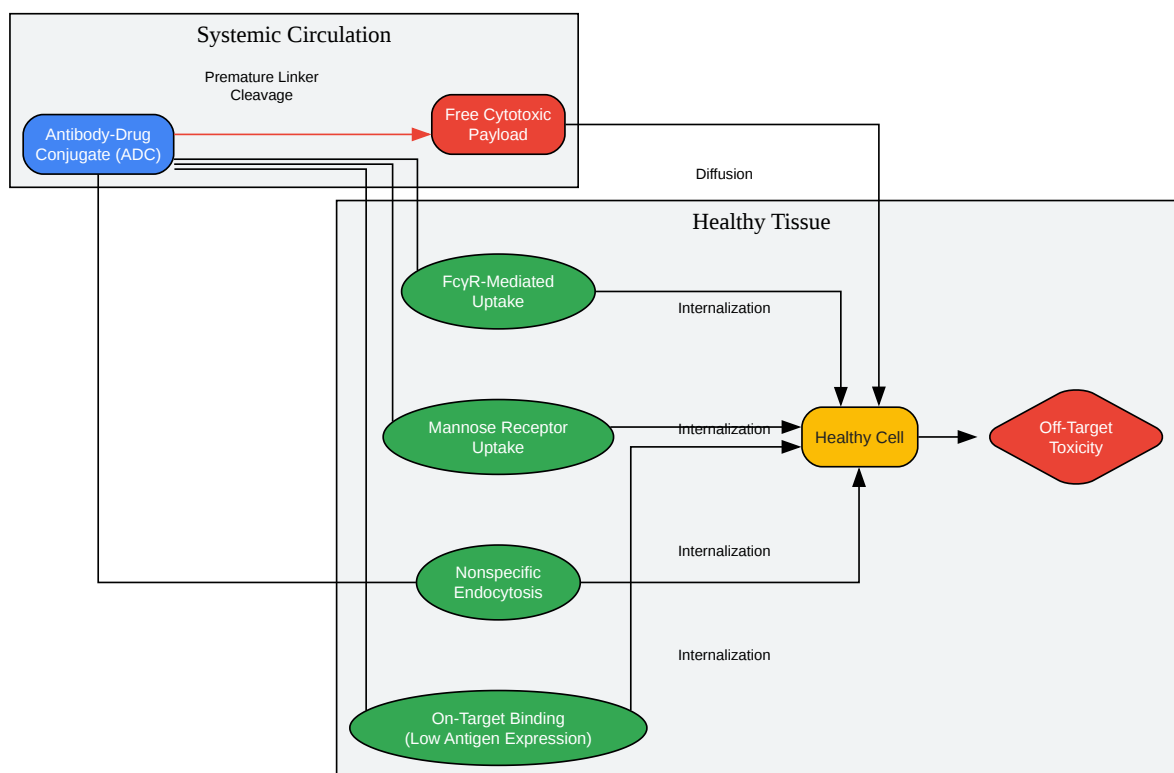 Systemic Circulation
Premature Linker
Cleavage
Antibody-Drug
Conjugate (ADC)
Free Cytotoxic
Payload
Diffusion
Healthy Tissue
FcγR-Mediated
Uptake
Internalization
Mannose Receptor
Uptake
Internalization
Healthy Cell
Off-Target
Toxicity
Nonspecific
Endocytosis
Internalization
Internalization
On-Target Binding
(Low Antigen Expression)